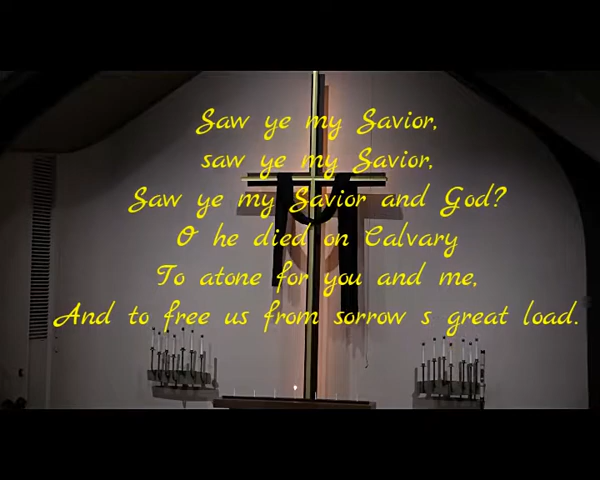 Saw ye my Savior,
saw ye my Savior,
Saw ye my Savior and God?
O he died on Calvary
To atone for you and me,
And to free us from sorrow s great load.